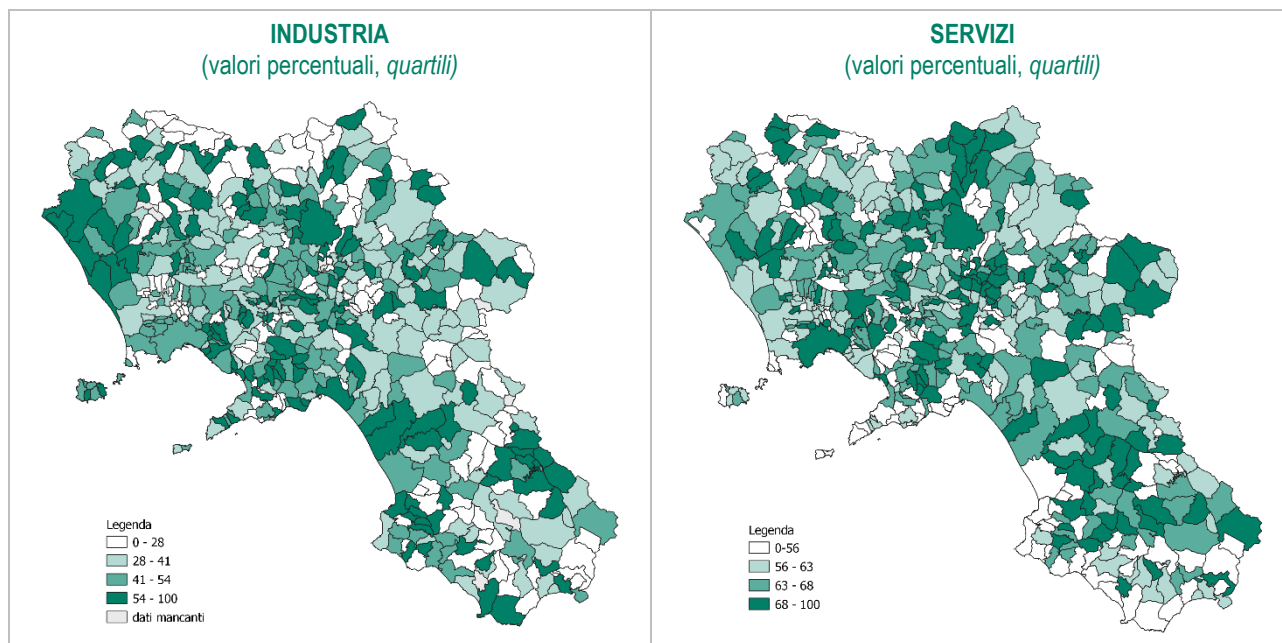 INDUSTRIA
(valori percentuali, quartili)
Legenda
0 - 28
28 - 41
41 - 54
54 - 100
dati mancanti
SERVIZI
(valori percentuali, quartili)
Legenda
0-56
56 - 63
63 - 68
68 - 100